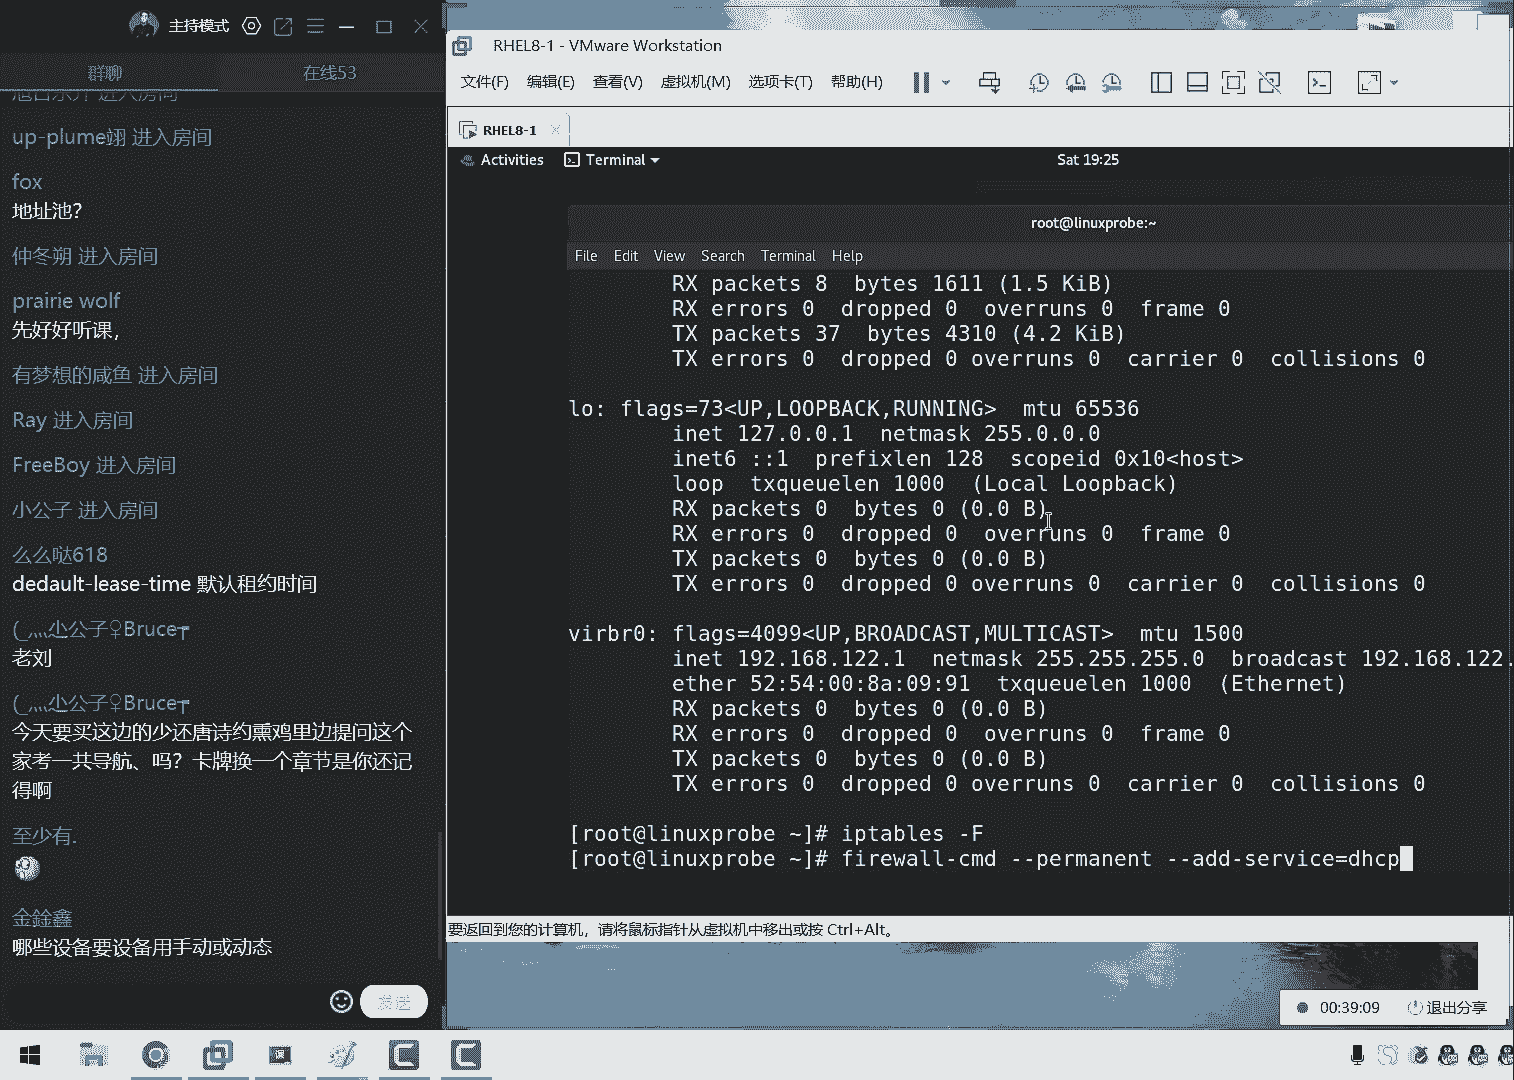 主持模式
群聊
在线53
进入房间
up-plume翊 进入房间
fox
地址池？
仲冬朔 进入房间
prairie wolf
先好好听课，
有梦想的咸鱼 进入房间
Ray 进入房间
FreeBoy 进入房间
小公子 进入房间
么么哒618
dedault-lease-time 默认租约时间
公子♀Bruce
老刘
公子♀Bruce
今天要买这边的少还唐诗约熏鸡里边提问这个
家考一共导航、吗？卡牌换一个章节是你还记
得啊
至少有.
金鍂鑫
哪些设备要设备用手动或动态
发送
RHEL8-1 - VMware Workstation
文件(F) 编辑(E) 查看(V) 虚拟机(M) 选项卡(T) 帮助(H)
RHEL8-1
Activities Terminal Sat 19:25
root@linuxprobe:~
File Edit View Search Terminal Help
RX packets 8 bytes 1611 (1.5 KiB)
RX errors 0 dropped 0 overruns 0 frame 0
TX packets 37 bytes 4310 (4.2 KiB)
TX errors 0 dropped 0 overruns 0 carrier 0 collisions 0
lo: flags=73<UP,LOOPBACK,RUNNING> mtu 65536
inet 127.0.0.1 netmask 255.0.0.0
inet6 ::1 prefixlen 128 scopeid 0x10<host>
loop txqueuelen 1000 (Local Loopback)
RX packets 0 bytes 0 (0.0 B)
RX errors 0 dropped 0 overruns 0 frame 0
TX packets 0 bytes 0 (0.0 B)
TX errors 0 dropped 0 overruns 0 carrier 0 collisions 0
virbr0: flags=4099<UP,BROADCAST,MULTICAST> mtu 1500
inet 192.168.122.1 netmask 255.255.255.0 broadcast 192.168.122.
ether 52:54:00:8a:09:91 txqueuelen 1000 (Ethernet)
RX packets 0 bytes 0 (0.0 B)
RX errors 0 dropped 0 overruns 0 frame 0
TX packets 0 bytes 0 (0.0 B)
TX errors 0 dropped 0 overruns 0 carrier 0 collisions 0
[root@linuxprobe ~]# iptables -F
[root@linuxprobe ~]# firewall-cmd --permanent --add-service=dhcp
要返回到您的计算机，请将鼠标指针从虚拟机中移出或按 Ctrl+Alt。
00:39:09 退出分享
课